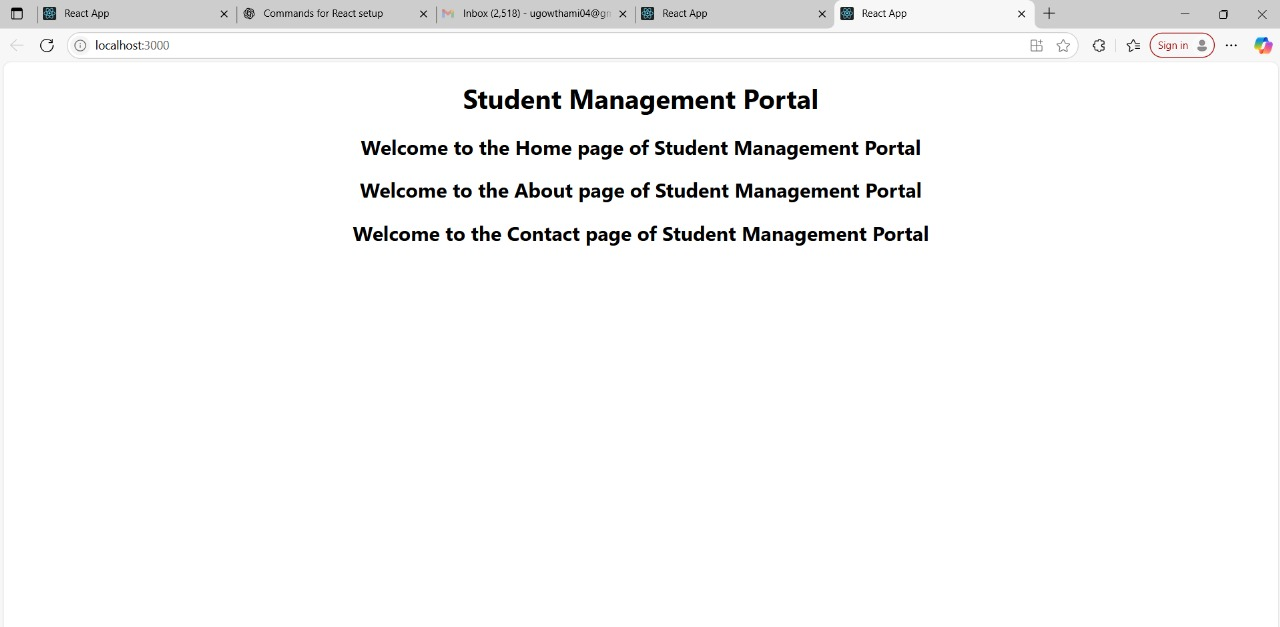 React App
Commands for React setup
Inbox (2,518) - ugowthami04@gm
React App
React App
localhost:3000
Sign in
Student Management Portal
Welcome to the Home page of Student Management Portal
Welcome to the About page of Student Management Portal
Welcome to the Contact page of Student Management Portal